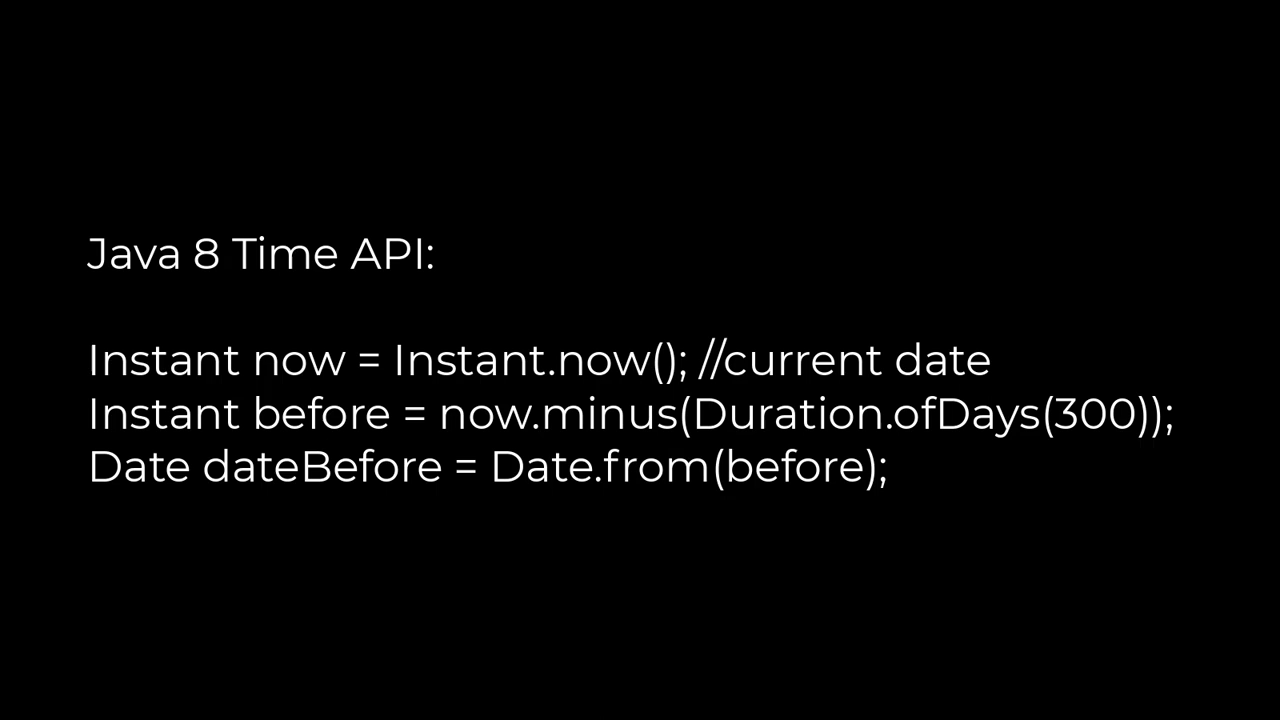 Java 8 Time API:
Instant now = Instant.now(); //current date
Instant before = now.minus(Duration.ofDays(300));
Date dateBefore = Date.from(before);